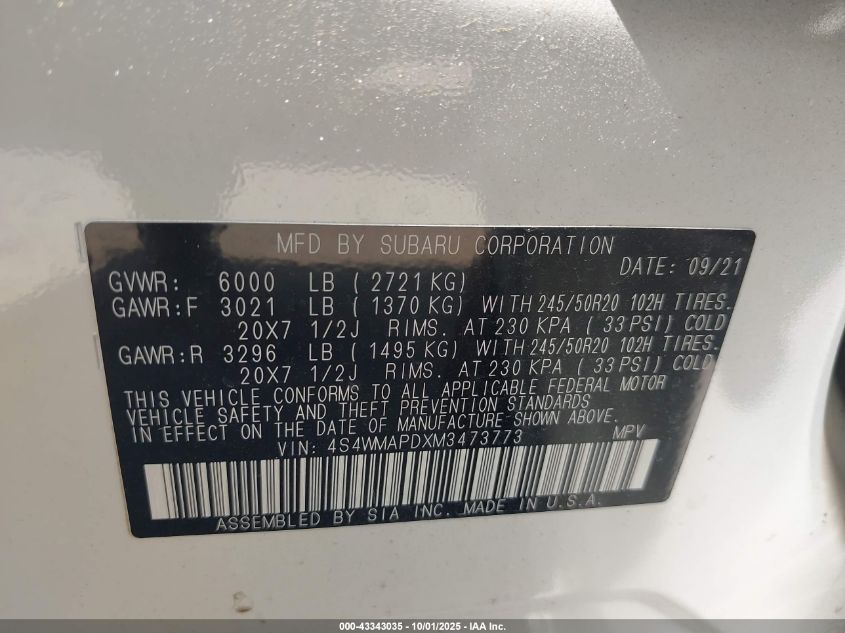 MFD BY SUBARU CORPORATION
DATE: 09/21
GVWR: 6000 LB ( 2721 KG)
GAWR:F 3021 LB ( 1370 KG) WITH 245/50R20 102H TIRES.
20X7 1/2J RIMS. AT 230 KPA ( 33 PSI) COLD
GAWR:R 3296 LB ( 1495 KG) WITH 245/50R20 102H TIRES.
20X7 1/2J RIMS. AT 230 KPA ( 33 PSI) COLD
THIS VEHICLE CONFORMS TO ALL APPLICABLE FEDERAL MOTOR
VEHICLE SAFETY AND THEFT PREVENTION STANDARDS
IN EFFECT ON THE DATE OF MANUFACTURE SHOWN ABOVE.
VIN: 4S4WMAPDXM3473773 MPV
ASSEMBLED BY SIA INC. MADE IN U.S.A.
000-43343035 - 10/01/2025 - IAA Inc.